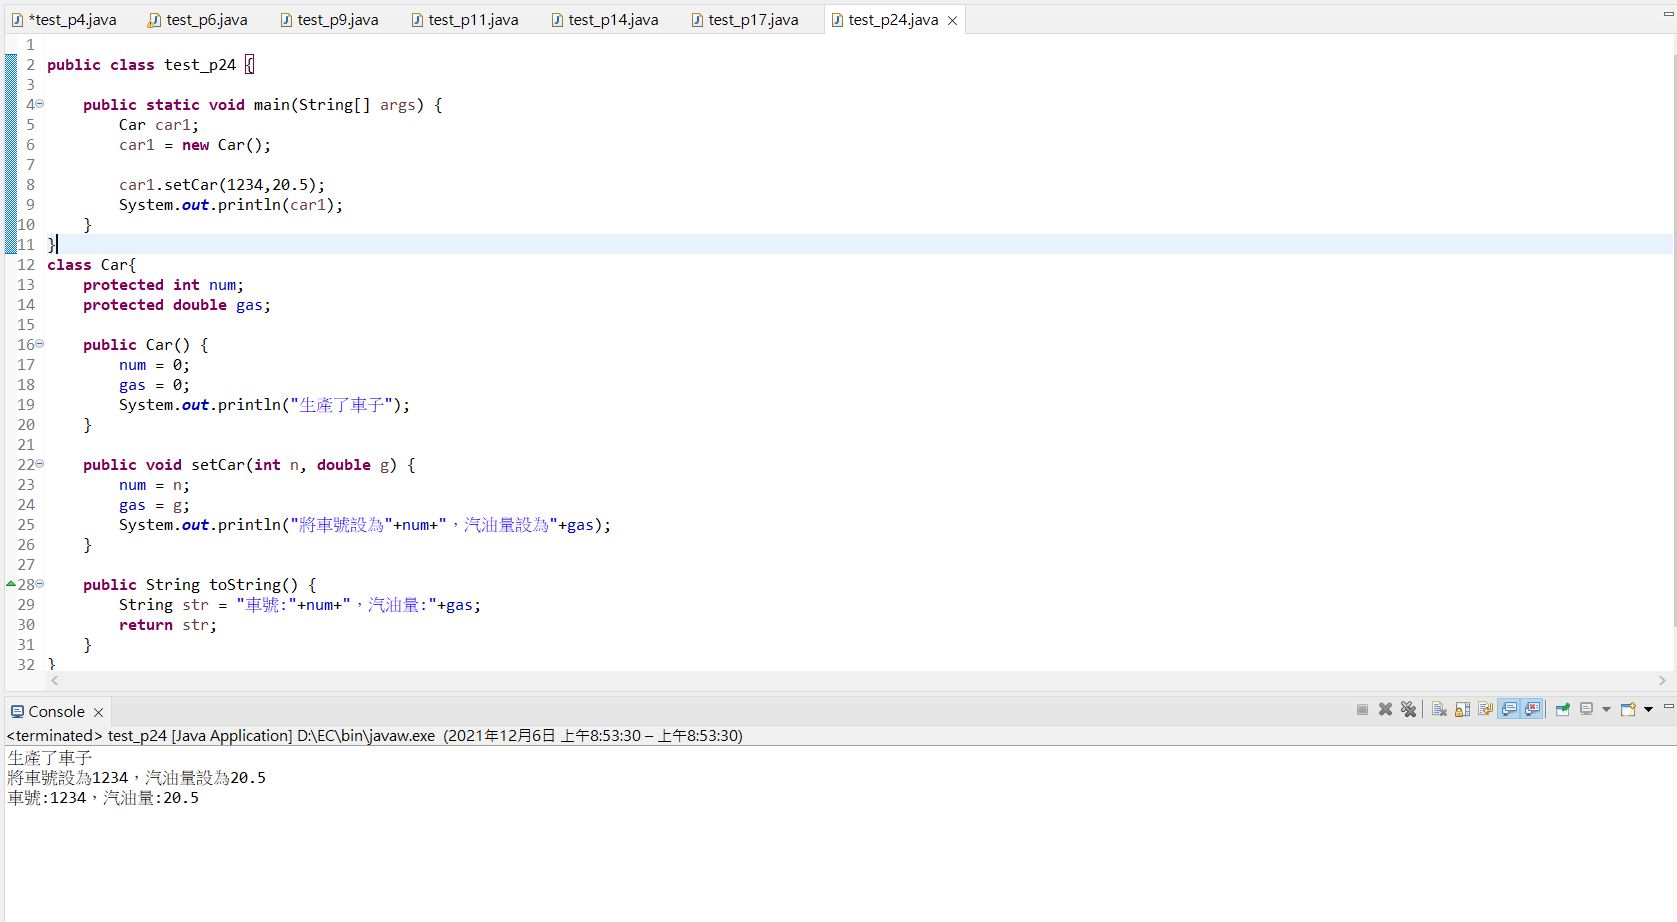 *test_p4.java test_p6.java test_p9.java test_p11.java test_p14.java test_p17.java test_p24.java
1
2 public class test_p24 {
3
4 public static void main(String[] args) {
5 Car car1;
6 car1 = new Car();
7
8 car1.setCar(1234,20.5);
9 System.out.println(car1);
10 }
11 }
12 class Car{
13 protected int num;
14 protected double gas;
15
16 public Car() {
17 num = 0;
18 gas = 0;
19 System.out.println("生產了車子");
20 }
21
22 public void setCar(int n, double g) {
23 num = n;
24 gas = g;
25 System.out.println("將車號設為"+num+"，汽油量設為"+gas);
26 }
27
28 public String toString() {
29 String str = "車號:"+num+"，汽油量:"+gas;
30 return str;
31 }
32 }
Console
<terminated> test_p24 [Java Application] D:\EC\bin\javaw.exe (2021年12月6日 上午8:53:30 – 上午8:53:30)
生產了車子
將車號設為1234，汽油量設為20.5
車號:1234，汽油量:20.5